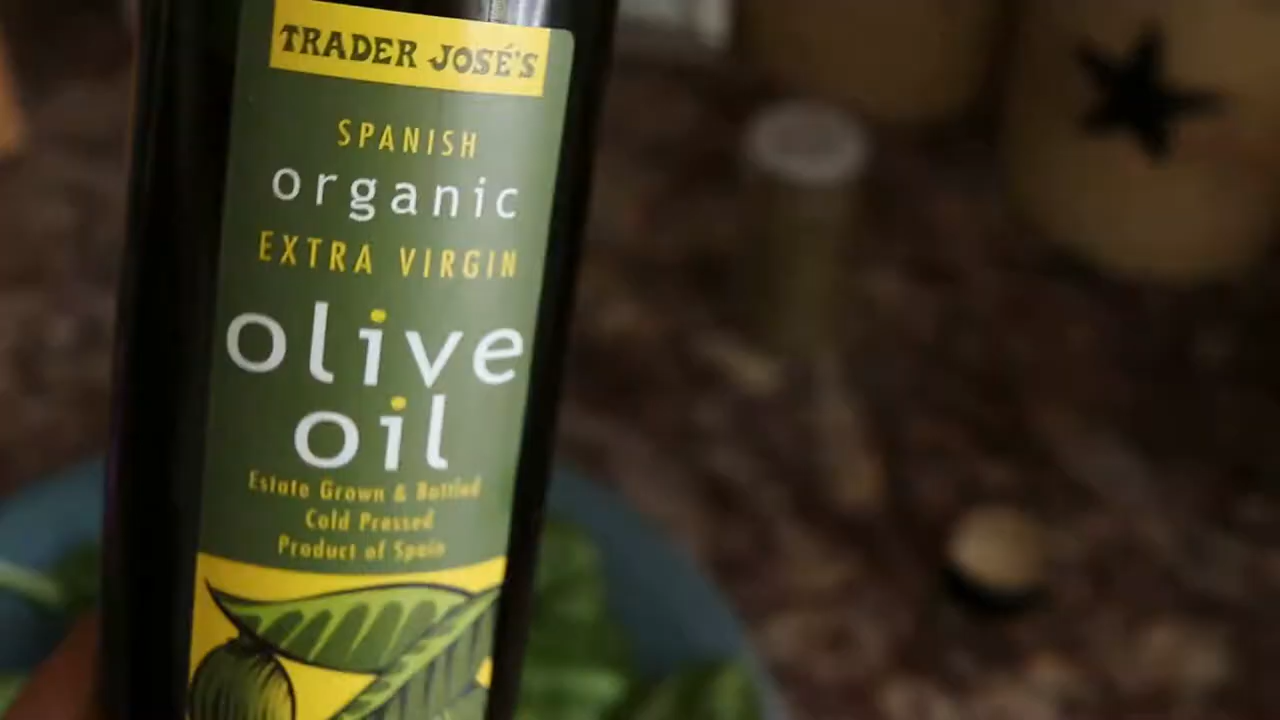 TRADER JOSÉ'S
SPANISH
organic
EXTRA VIRGIN
olive
oil
Estate Grown & Bottled
Cold Pressed
Product of Spain